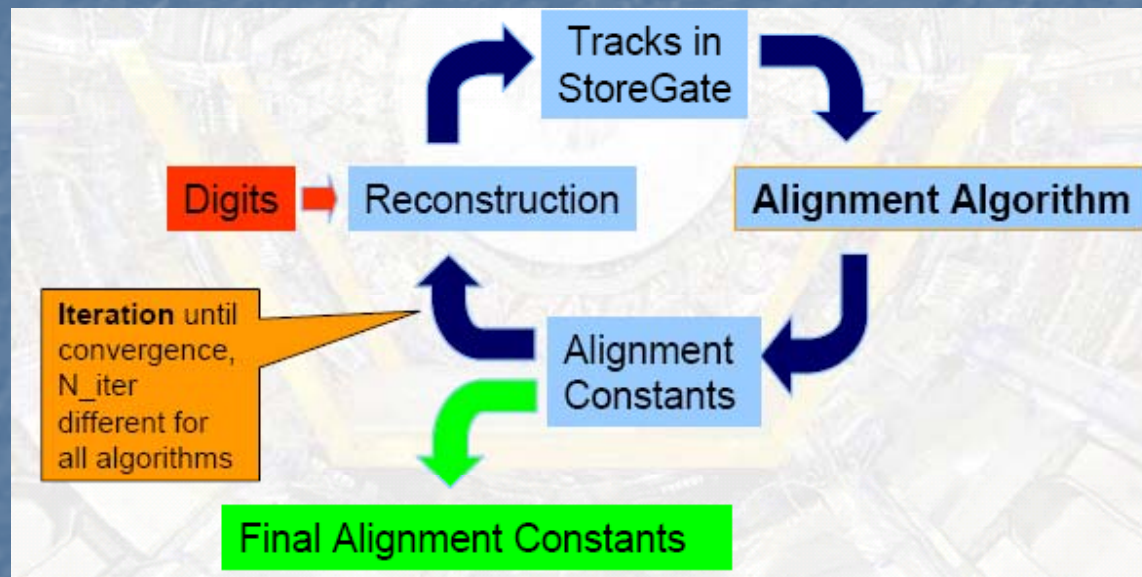 Tracks in
StoreGate
Digits
Reconstruction
Alignment Algorithm
Iteration until
convergence,
N_iter
different for
all algorithms
Alignment
Constants
Final Alignment Constants